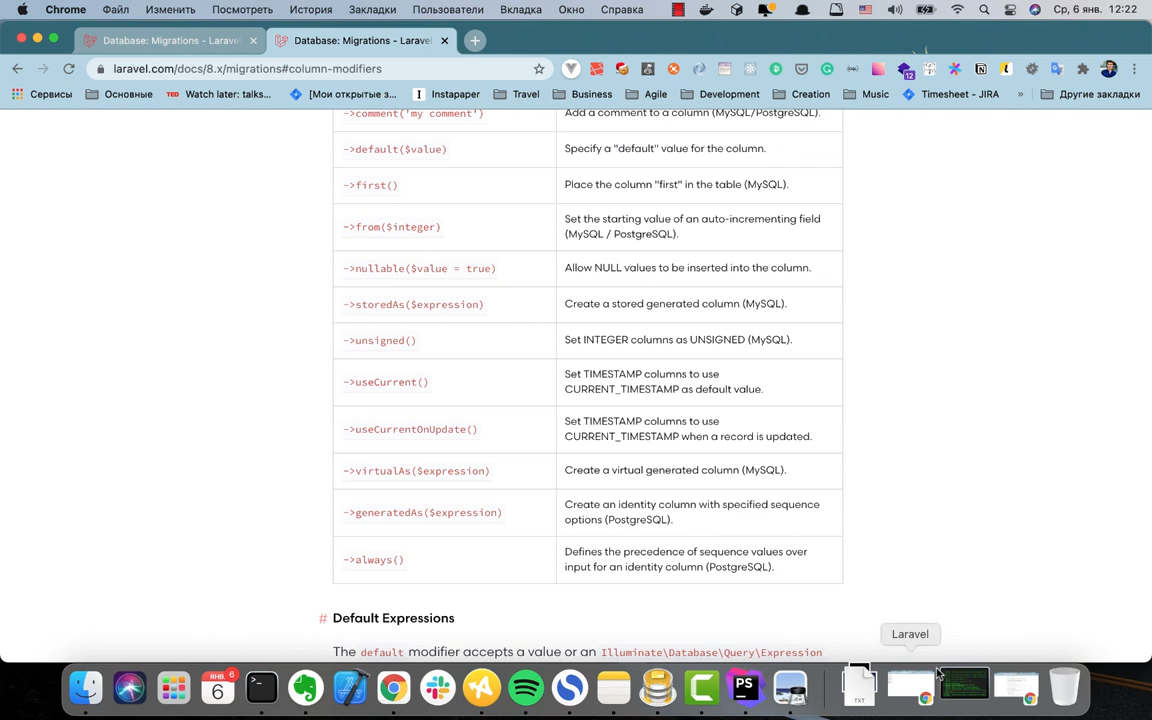 Chrome Файл Изменить Посмотреть История Закладки Пользователи Вкладка Окно Справка Ср, 6 янв. 12:22
Database: Migrations - Laravel
Database: Migrations - Laravel
laravel.com/docs/8.x/migrations#column-modifiers
12
Сервисы Основные TED Watch later: talks... [Мои открытые з... Instapaper Travel Business Agile Development Creation Music Timesheet - JIRA » Другие закладки
->comment('my comment') Add a comment to a column (MySQL/PostgreSQL).
->default($value) Specify a "default" value for the column.
->first() Place the column "first" in the table (MySQL).
->from($integer) Set the starting value of an auto-incrementing field
(MySQL / PostgreSQL).
->nullable($value = true) Allow NULL values to be inserted into the column.
->storedAs($expression) Create a stored generated column (MySQL).
->unsigned() Set INTEGER columns as UNSIGNED (MySQL).
->useCurrent() Set TIMESTAMP columns to use
CURRENT_TIMESTAMP as default value.
->useCurrentOnUpdate() Set TIMESTAMP columns to use
CURRENT_TIMESTAMP when a record is updated.
->virtualAs($expression) Create a virtual generated column (MySQL).
->generatedAs($expression) Create an identity column with specified sequence
options (PostgreSQL).
->always() Defines the precedence of sequence values over
input for an identity column (PostgreSQL).
# Default Expressions
Laravel
The default modifier accepts a value or an Illuminate\Database\Query\Expression
ЯНВ. 6
6
PS
TXT